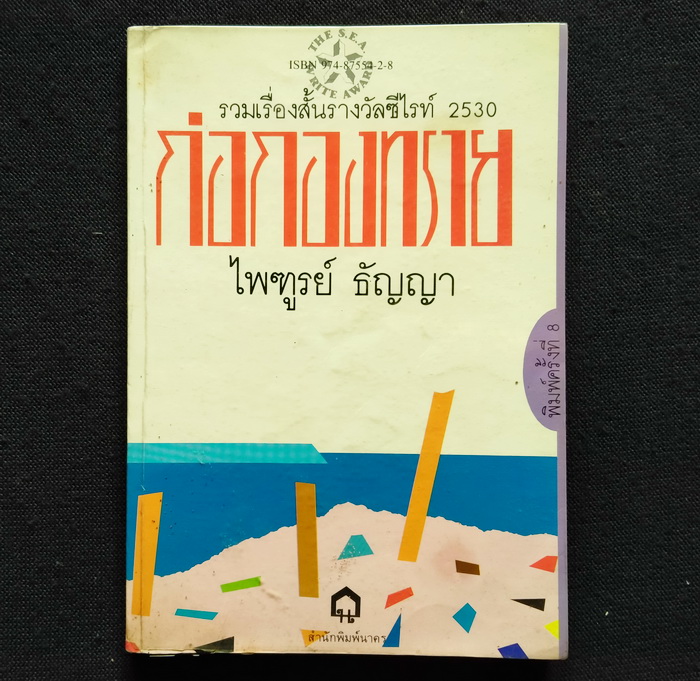 THE S.E.A.
ISBN 974-87554-2-8
WRITE AWARD
รวมเรื่องสั้นรางวัลซีไรท์ 2530
ก่อกองทราย
ไพฑูรย์ ธัญญา
พิมพ์ครั้งที่ 8
สำนักพิมพ์นาคร